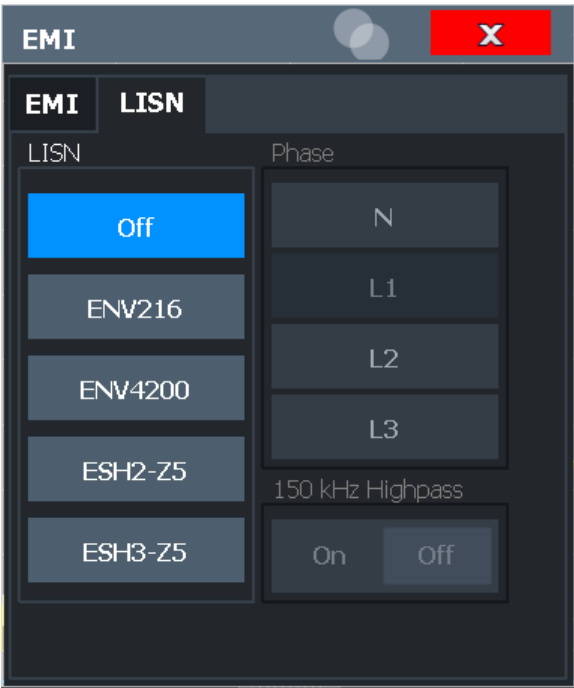 EMI
X
EMI LISN
LISN
Off
ENV216
ENV4200
ESH2-Z5
ESH3-Z5
Phase
N
L1
L2
L3
150 kHz Highpass
On Off